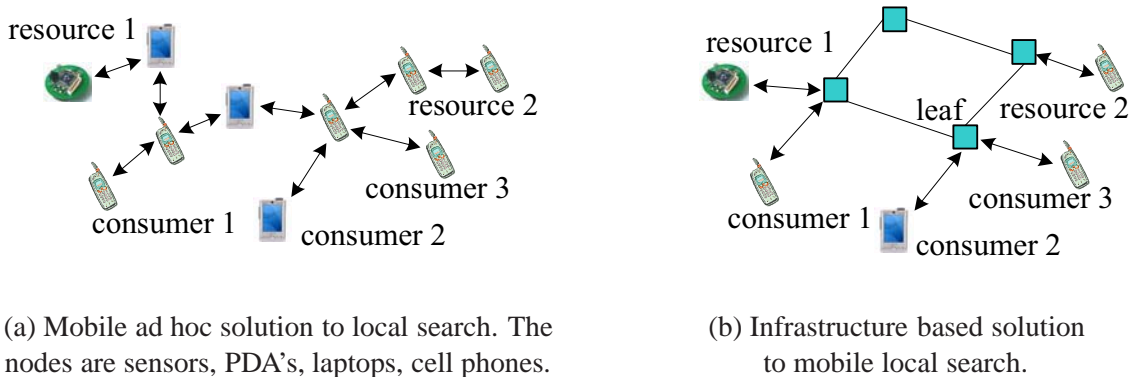 resource 1
resource 2
consumer 3
consumer 1
consumer 2
(a) Mobile ad hoc solution to local search. The
nodes are sensors, PDA's, laptops, cell phones.
resource 1
leaf
resource 2
consumer 3
consumer 1
consumer 2
(b) Infrastructure based solution
to mobile local search.